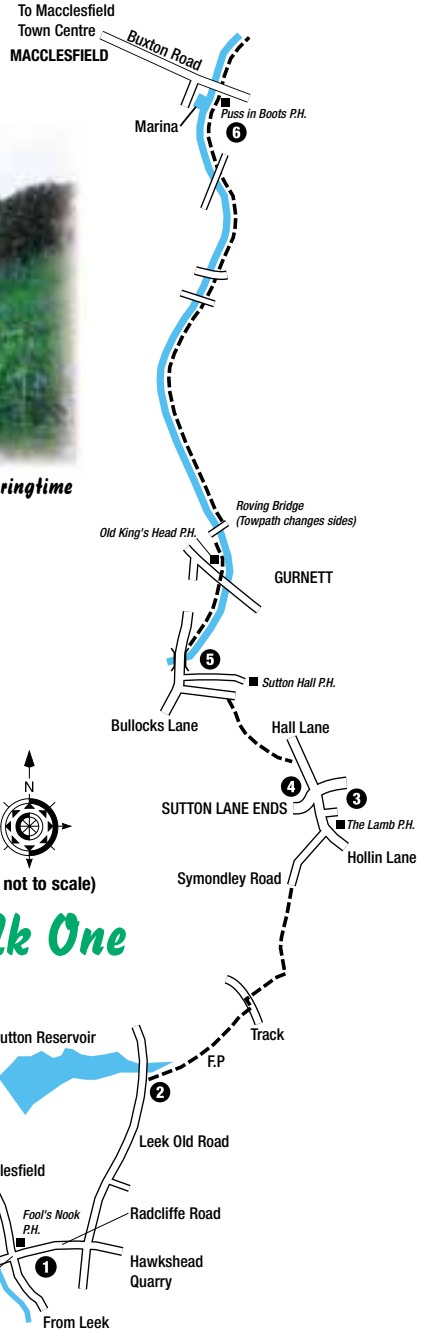 To Macclesfield
Town Centre
MACCLESFIELD
Buxton Road
Marina
Puss in Boots P.H.
6
ringtime
Roving Bridge
(Towpath changes sides)
Old King's Head P.H.
GURNETT
5
Sutton Hall P.H.
Bullocks Lane
Hall Lane
4
3
SUTTON LANE ENDS
The Lamb P.H.
Hollin Lane
N
not to scale)
Symondley Road
lk One
Track
utton Reservoir
F.P
2
Leek Old Road
lesfield
Fool's Nook
P.H.
Radcliffe Road
1
Hawkshead
Quarry
From Leek